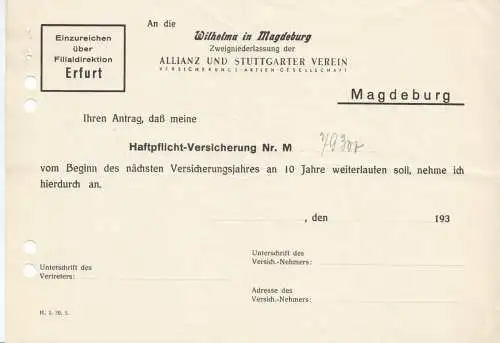 Einzureichen
über
Filialdirektion
Erfurt
An die
Wilhelma in Magdeburg
Zweigniederlassung der
ALLIANZ UND STUTTGARTER VEREIN
VERSICHERUNGS-AKTIEN-GESELLSCHAFT
Magdeburg
Ihren Antrag, daß meine
Haftpflicht-Versicherung Nr. M
vom Beginn des nächsten Versicherungsjahres an 10 Jahre weiterlaufen soll, nehme ich
hierdurch an.
, den 193
Unterschrift des
Versich.-Nehmers:
Unterschrift des
Vertreters:
Adresse des
Versich.-Nehmers: